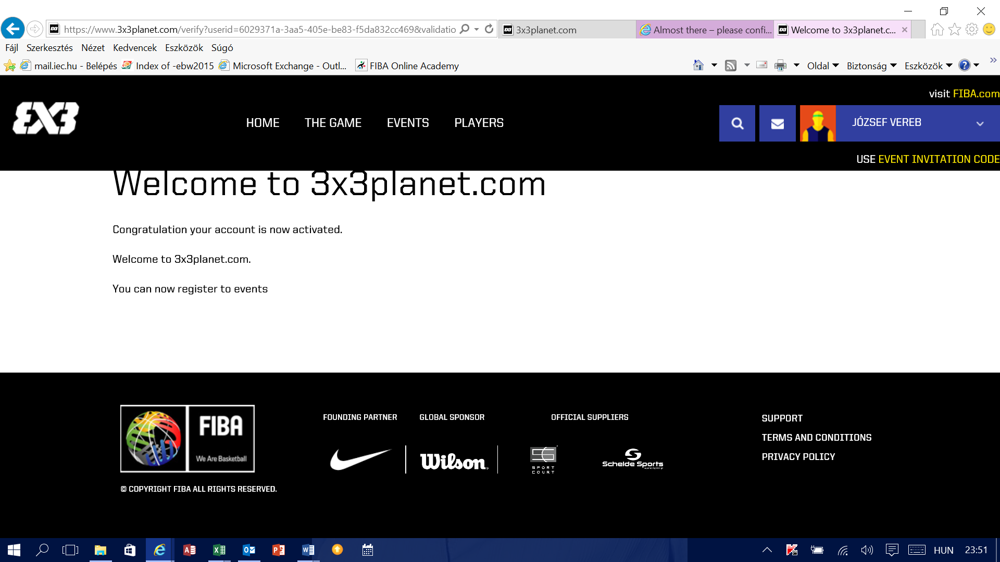 https://www.3x3planet.com/verify?userid=6029371a-3aa5-405e-be83-f5da832cc469&validatio
3x3planet.com
Almost there – please confi...
Welcome to 3x3planet.c...
Fájl Szerkesztés Nézet Kedvencek Eszközök Súgó
mail.iec.hu - Belépés Index of -ebw2015 Microsoft Exchange - Outl... FIBA Online Academy
Oldal Biztonság Eszközök
visit FIBA.com
3X3
HOME THE GAME EVENTS PLAYERS
JÓZSEF VEREB
USE EVENT INVITATION CODE
Welcome to 3x3planet.com
Congratulation your account is now activated.
Welcome to 3x3planet.com.
You can now register to events
FIBA
We Are Basketball
© COPYRIGHT FIBA ALL RIGHTS RESERVED.
FOUNDING PARTNER GLOBAL SPONSOR OFFICIAL SUPPLIERS
Wilson
SPORT
COURT
Schelde Sports
superior by design
SUPPORT
TERMS AND CONDITIONS
PRIVACY POLICY
HUN 23:51